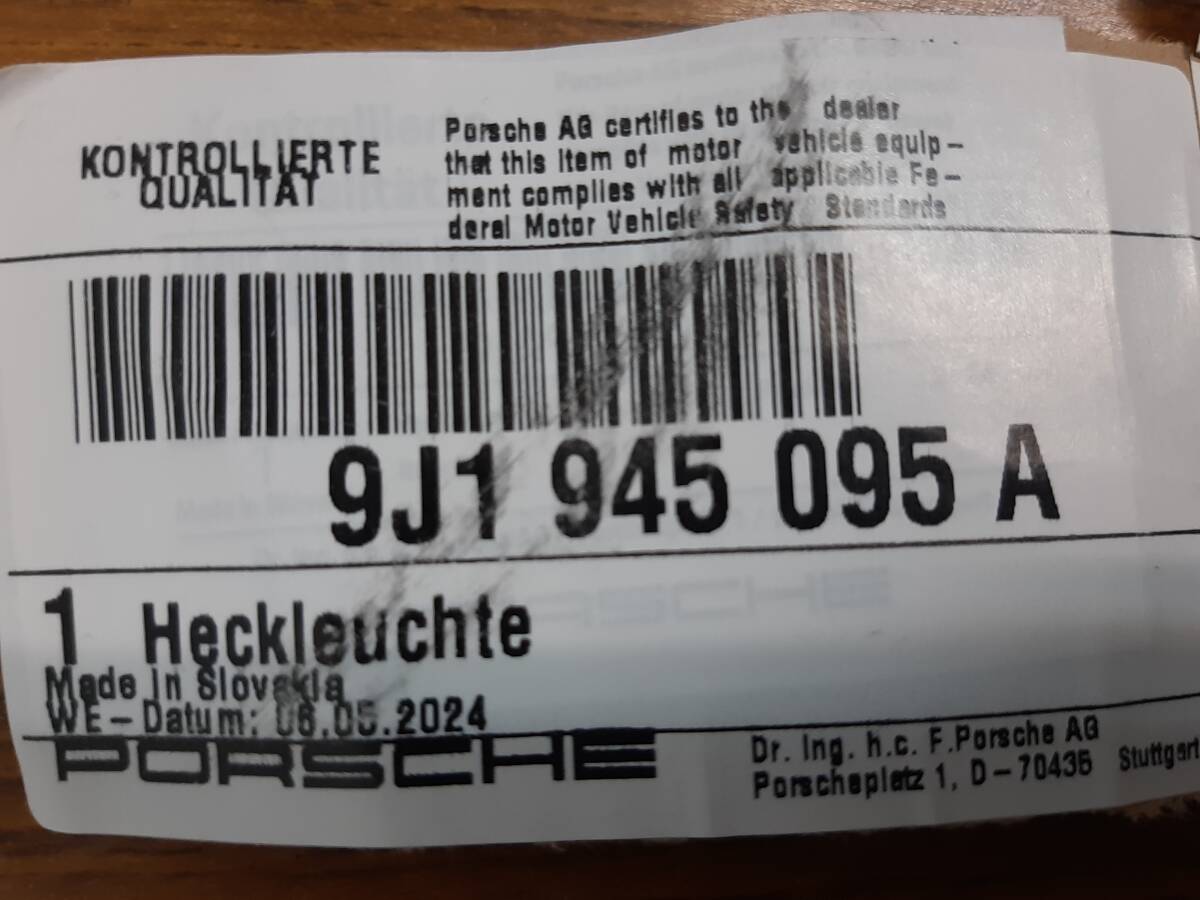 KONTROLLIERTE
QUALITÄT
Porsche AG certifies to the dealer
that this item of motor vehicle equip-
ment complies with all applicable Fe-
deral Motor Vehicle Safety Standards
9J1 945 095 A
1 Heckleuchte
Made in Slovakia
WE-Datum: 06.05.2024
PORSCHE
Dr. Ing. h.c. F.Porsche AG
Porscheplatz 1, D-70435 Stuttgart